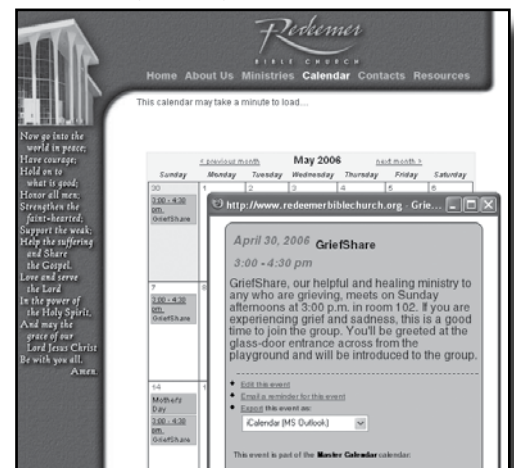 Redeemer
BIBLE CHURCH
Home About Us Ministries Calendar Contacts Resources
This calendar may take a minute to load...
Now go into the
world in peace;
Have courage;
Hold on to
what is good;
Honor all men;
Strengthen the
faint-hearted;
Support the weak;
Help the suffering
and Share
the Gospel.
Love and serve
the Lord
In the power of
the Holy Spirit,
And may the
grace of our
Lord Jesus Christ
Be with you all.
Amen.
< previous month May 2006 next month >
Sunday Monday Tuesday Wednesday Thursday Friday Saturday
30 1 2 3 4 5 6
3:00 - 4:30
pm.
GriefShare
7 8
3:00 - 4:30
pm.
GriefShare
14 1
Mother's
Day
3:00 - 4:30
pm.
GriefShare
http://www.redeemerbiblechurch.org - Grie...
April 30, 2006 GriefShare
3:00 - 4:30 pm
GriefShare, our helpful and healing ministry to
any who are grieving, meets on Sunday
afternoons at 3:00 p.m. in room 102. If you are
experiencing grief and sadness, this is a good
time to join the group. You'll be greeted at the
glass-door entrance across from the
playground and will be introduced to the group.
Edit this event
Email a reminder for this event
Export this event as:
iCalendar (MS Outlook)
This event is part of the Master Calendar calendar.